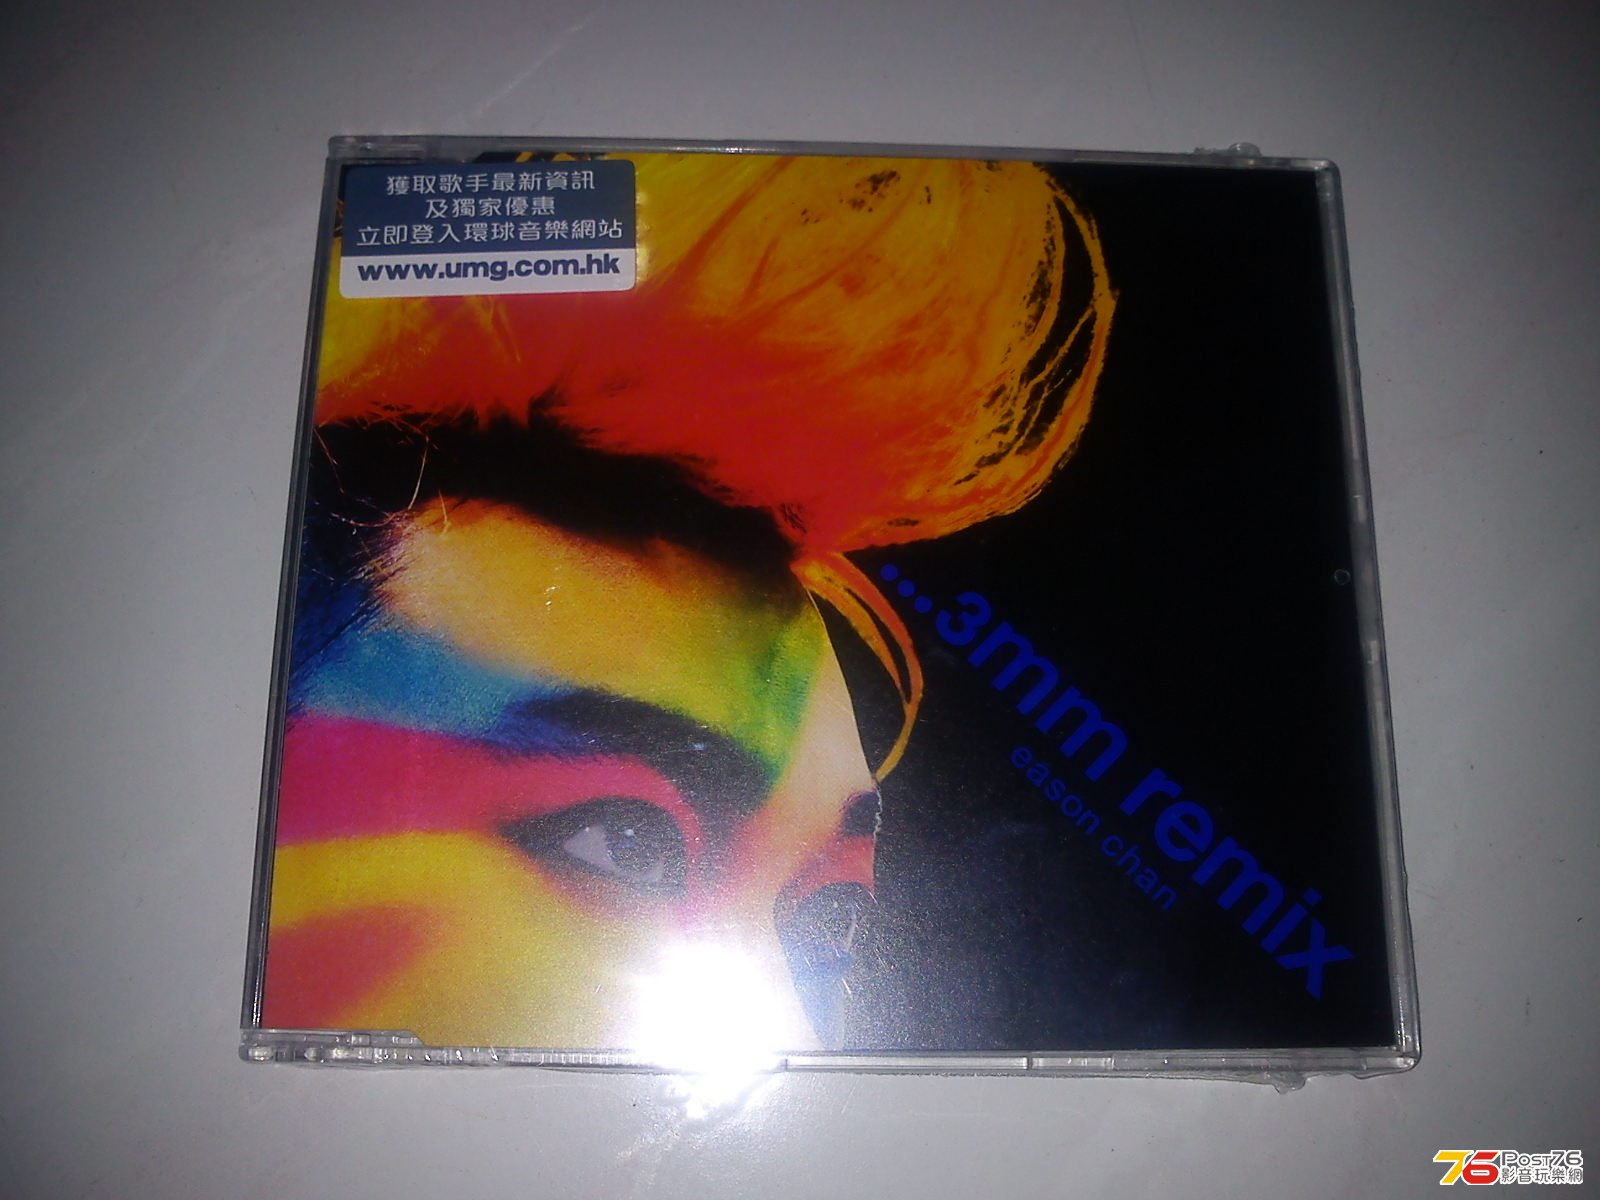 獲取歌手最新資訊
及獨家優惠
立即登入環球音樂網站
www.umg.com.hk
...3mm remix
eason chan
76 Post76
影音玩樂網